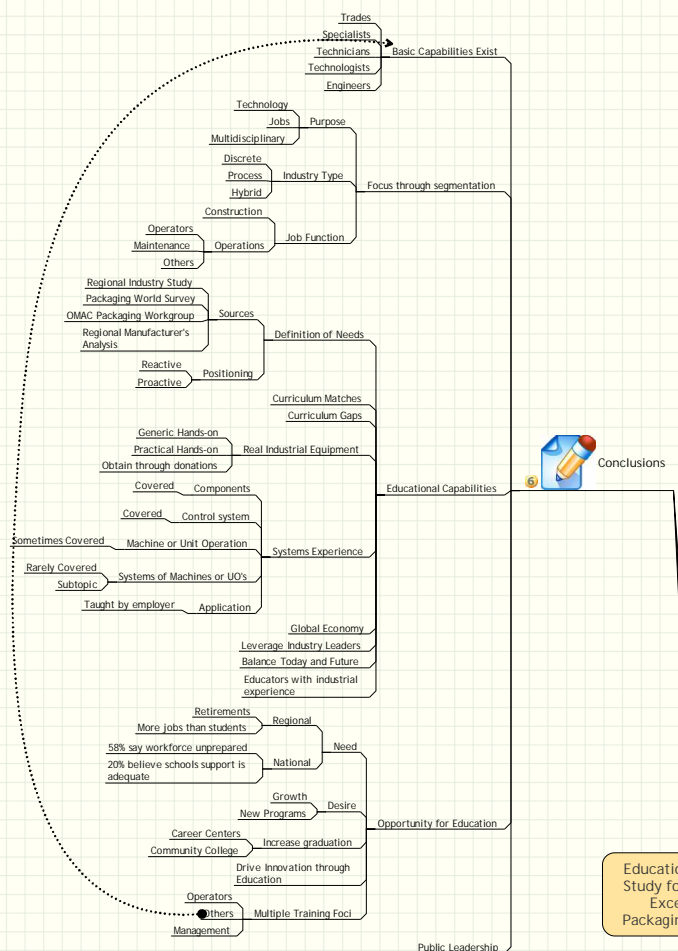 Trades
Specialists
Technicians
Technologists
Engineers
Basic Capabilities Exist
Technology
Jobs
Multidisciplinary
Purpose
Discrete
Process
Hybrid
Industry Type
Focus through segmentation
Construction
Operators
Maintenance
Others
Operations
Job Function
Regional Industry Study
Packaging World Survey
OMAC Packaging Workgroup
Regional Manufacturer's
Analysis
Sources
Definition of Needs
Reactive
Proactive
Positioning
Curriculum Matches
Curriculum Gaps
Generic Hands-on
Practical Hands-on
Obtain through donations
Real Industrial Equipment
Covered
Components
Covered
Control system
Sometimes Covered
Machine or Unit Operation
Rarely Covered
Subtopic
Systems of Machines or UO's
Taught by employer
Application
Systems Experience
Educational Capabilities
6
Conclusions
Global Economy
Leverage Industry Leaders
Balance Today and Future
Educators with industrial
experience
Retirements
More jobs than students
Regional
58% say workforce unprepared
20% believe schools support is
adequate
National
Need
Growth
New Programs
Desire
Opportunity for Education
Career Centers
Community College
Increase graduation
Drive Innovation through
Education
Operators
Others
Management
Multiple Training Foci
Public Leadership
Educatio
Study fo
Exce
Packagin